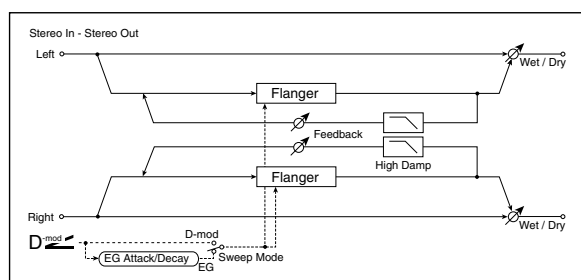 Stereo In - Stereo Out
Left
Wet / Dry
Flanger
Feedback
High Damp
Flanger
Right
Wet / Dry
D-mod
D-mod
EG Attack/Decay
EG
Sweep Mode